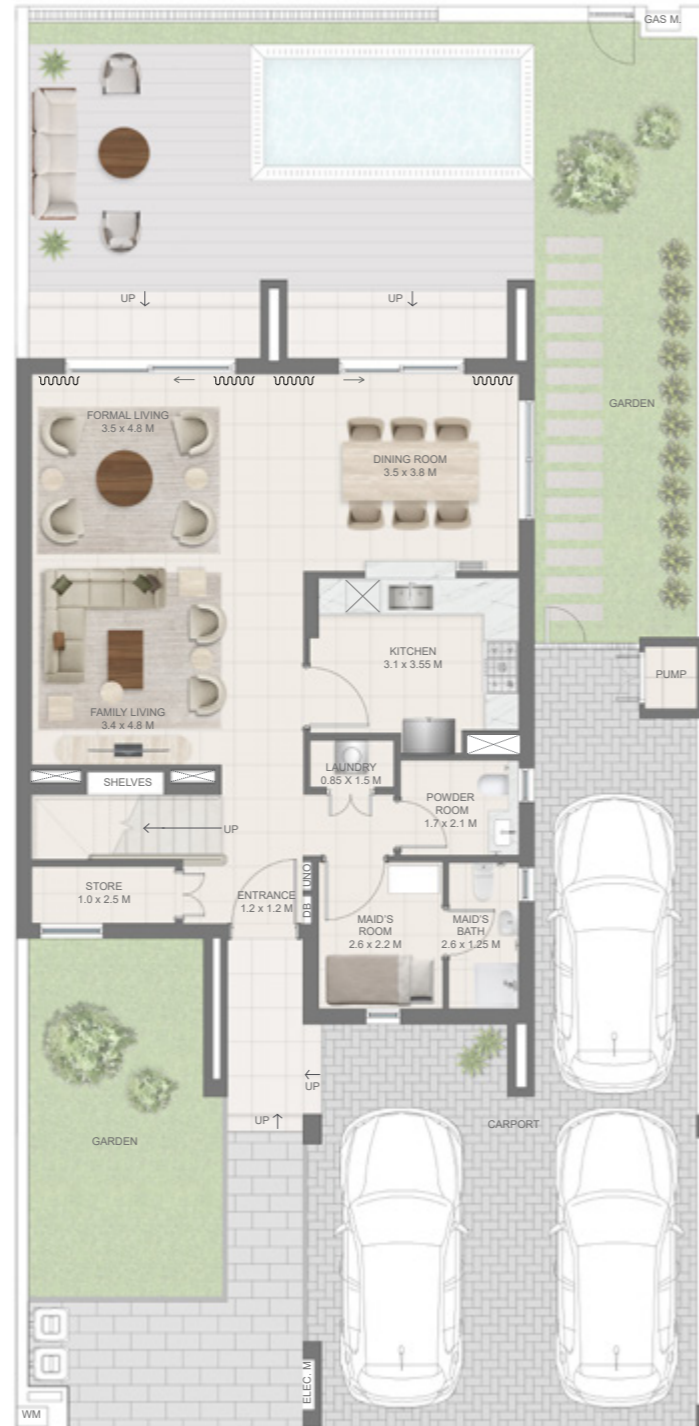 GAS M.
UP
UP
FORMAL LIVING
3.5 x 4.8 M
DINING ROOM
3.5 x 3.8 M
GARDEN
KITCHEN
3.1 x 3.55 M
PUMP
FAMILY LIVING
3.4 x 4.8 M
SHELVES
LAUNDRY
0.85 X 1.5 M
POWDER
ROOM
1.7 x 2.1 M
UP
STORE
1.0 x 2.5 M
ENTRANCE
1.2 x 1.2 M
DB
UNO
MAID'S
ROOM
2.6 x 2.2 M
MAID'S
BATH
2.6 x 1.25 M
UP
UP
CARPORT
GARDEN
ELEC. M
WM